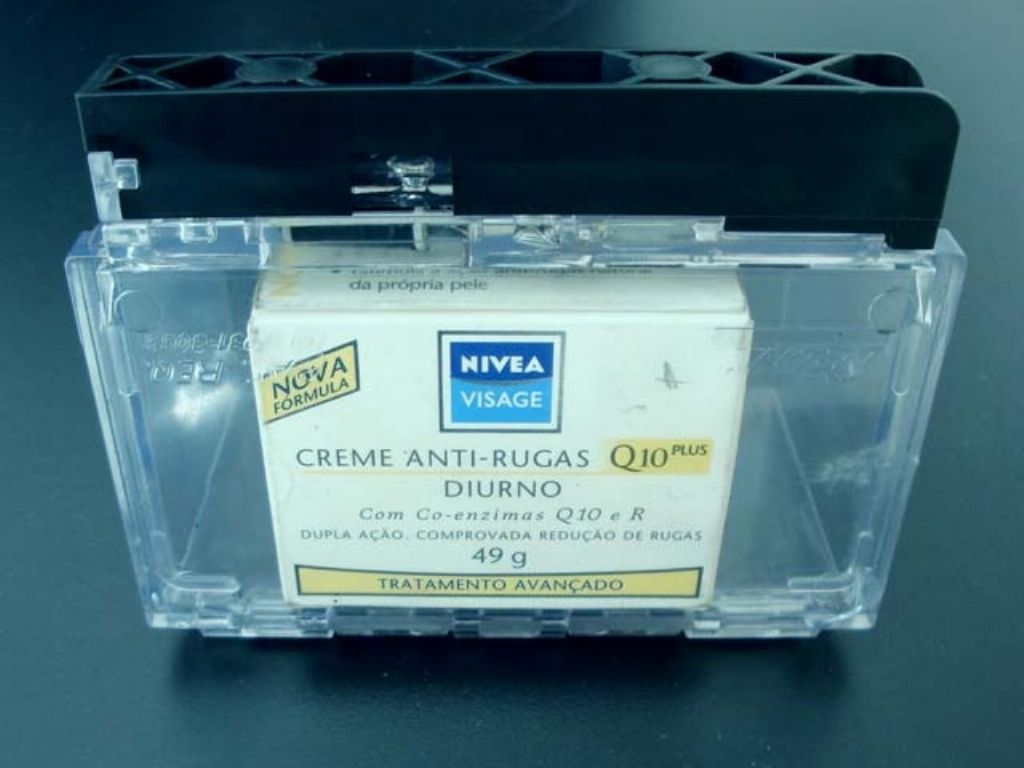 da própria pele
NOVA
FÓRMULA
NIVEA
VISAGE
CREME ANTI-RUGAS Q10 PLUS
DIURNO
Com Co-enzimas Q10 e R
DUPLA AÇÃO. COMPROVADA REDUÇÃO DE RUGAS
49 g
TRATAMENTO AVANÇADO